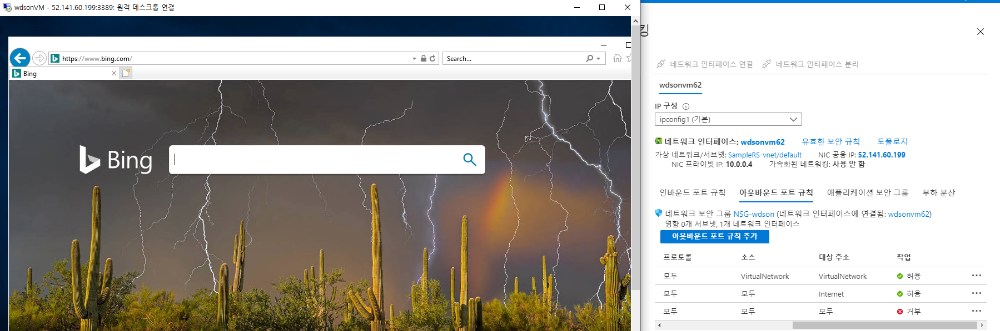 wdsonVM - 52.141.60.199:3389: 원격 데스크톱 연결
https://www.bing.com/
Search...
Bing
Bing
킹
네트워크 인터페이스 연결 네트워크 인터페이스 분리
wdsonvm62
IP 구성
ipconfig1 (기본)
네트워크 인터페이스: wdsonvm62 유효한 보안 규칙 토폴로지
가상 네트워크/서브넷: SampleRS-vnet/default NIC 공용 IP: 52.141.60.199
NIC 프라이빗 IP: 10.0.0.4 가속화된 네트워킹: 사용 안 함
인바운드 포트 규칙 아웃바운드 포트 규칙 애플리케이션 보안 그룹 부하 분산
네트워크 보안 그룹 NSG-wdson (네트워크 인터페이스에 연결됨: wdsonvm62)
영향 0개 서브넷, 1개 네트워크 인터페이스
아웃바운드 포트 규칙 추가
프로토콜 소스 대상 주소 작업
모두 VirtualNetwork VirtualNetwork 허용
모두 모두 Internet 허용
모두 모두 모두 거부